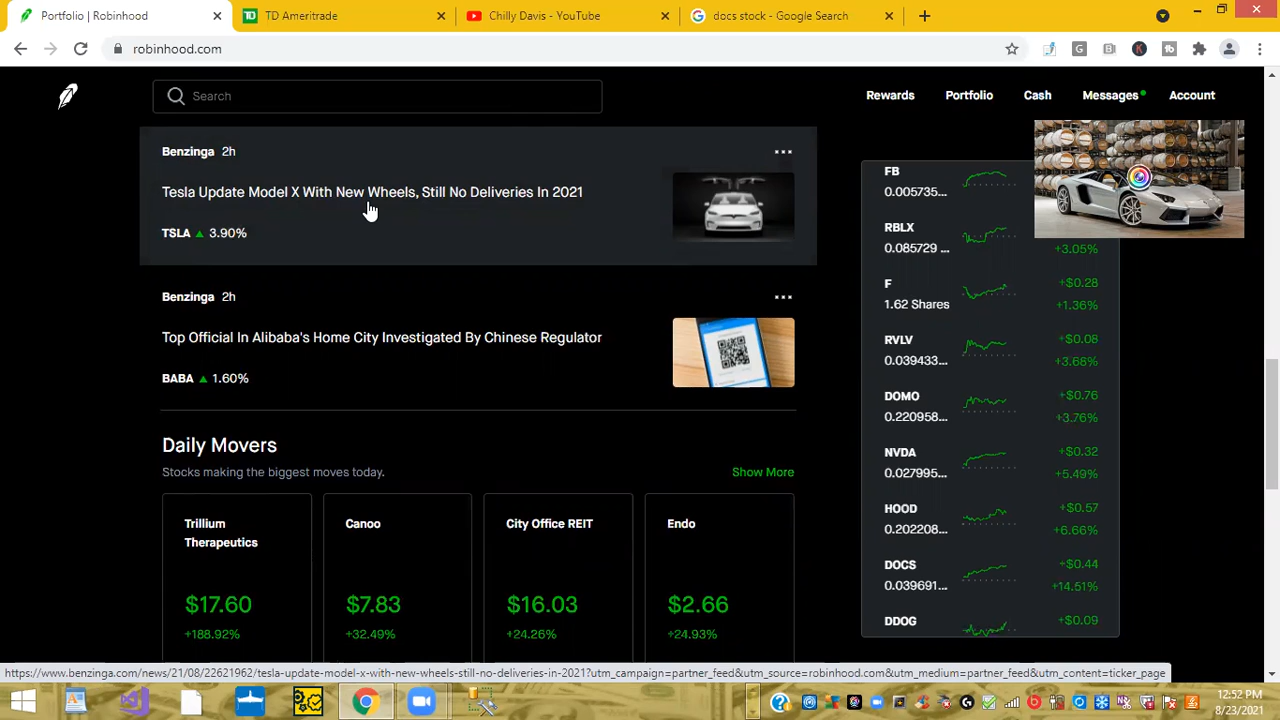 Portfolio | Robinhood
TD Ameritrade
Chilly Davis - YouTube
docs stock - Google Search
robinhood.com
Search
Rewards
Portfolio
Cash
Messages
Account
Benzinga 2h
Tesla Update Model X With New Wheels, Still No Deliveries In 2021
TSLA 3.90%
Benzinga 2h
Top Official In Alibaba's Home City Investigated By Chinese Regulator
BABA 1.60%
Daily Movers
Stocks making the biggest moves today.
Show More
Trillium
Therapeutics
$17.60
+188.92%
Canoo
$7.83
+32.49%
City Office REIT
$16.03
+24.26%
Endo
$2.66
+24.93%
FB
0.005735...
RBLX
0.085729 ...
+3.05%
F
+$0.28
1.62 Shares
+1.36%
RVLV
+$0.08
0.039433...
+3.68%
DOMO
+$0.76
0.220958...
+3.76%
NVDA
+$0.32
0.027995...
+5.49%
HOOD
+$0.57
0.202208...
+6.66%
DOCS
+$0.44
0.039691...
+14.51%
DDOG
+$0.09
https://www.benzinga.com/news/21/08/22621962/tesla-update-model-x-with-new-wheels-still-no-deliveries-in-2021?utm_campaign=partner_feed&utm_source=robinhood.com&utm_medium=partner_feed&utm_content=ticker_page
12:52 PM
8/23/2021